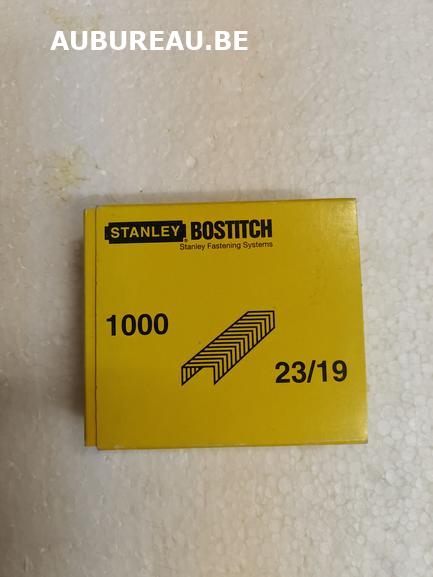 AUBUREAU.BE
STANLEY BOSTITCH
Stanley Fastening Systems
1000
23/19